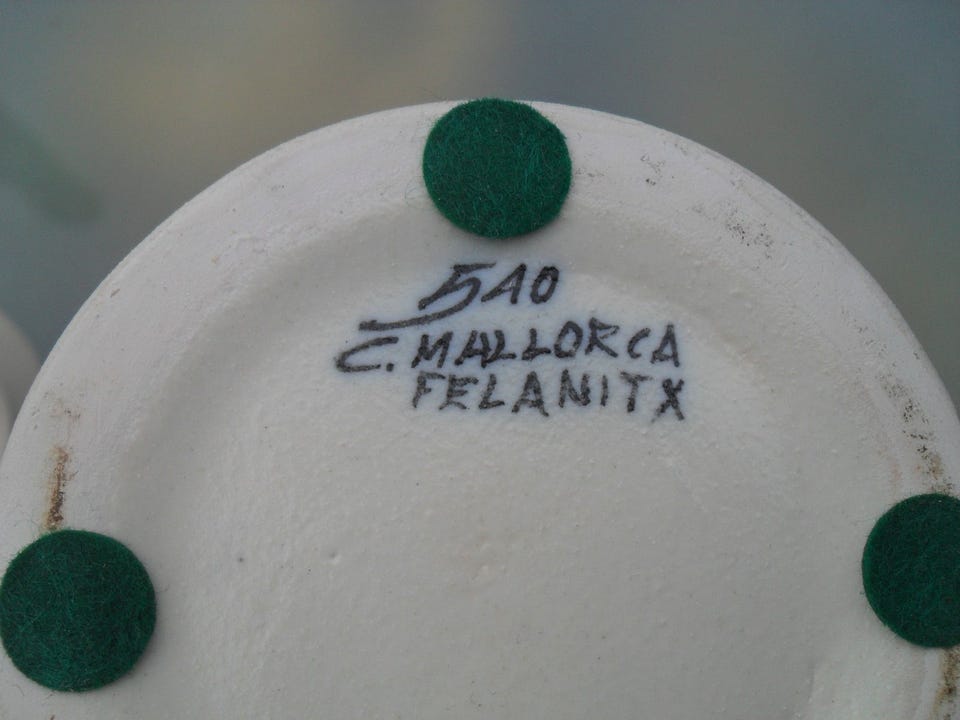 540
C. MALLORCA
FELANITX